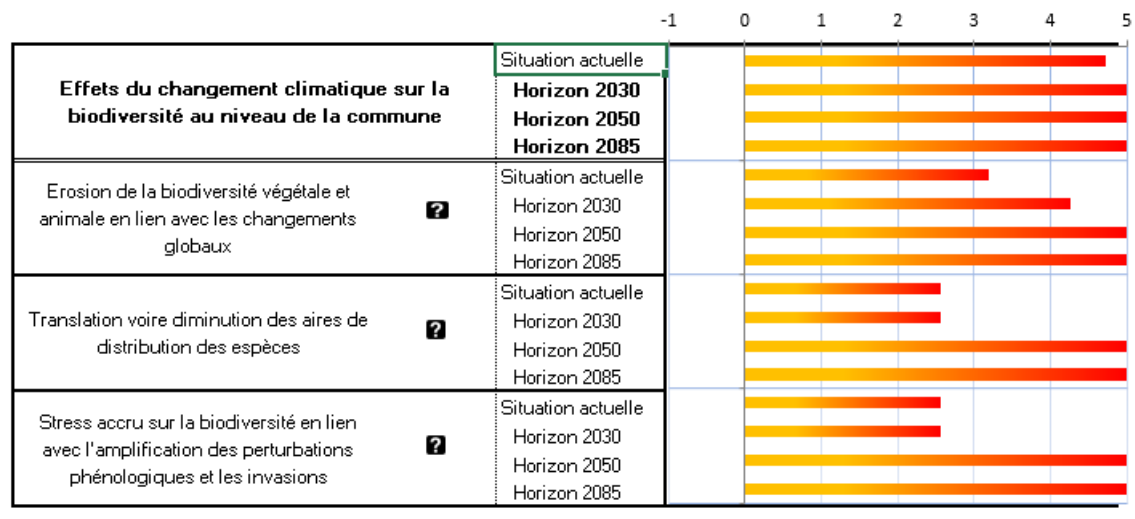 -1 0 1 2 3 4 5
Effets du changement climatique sur la
biodiversité au niveau de la commune
Situation actuelle
Horizon 2030
Horizon 2050
Horizon 2085
Erosion de la biodiversité végétale et
animale en lien avec les changements
globaux
?
Situation actuelle
Horizon 2030
Horizon 2050
Horizon 2085
Translation voire diminution des aires de
distribution des espèces
?
Situation actuelle
Horizon 2030
Horizon 2050
Horizon 2085
Stress accru sur la biodiversité en lien
avec l'amplification des perturbations
phénologiques et les invasions
?
Situation actuelle
Horizon 2030
Horizon 2050
Horizon 2085